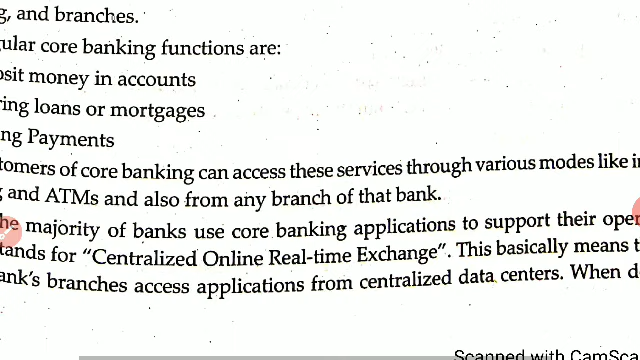 g, and branches.
ular core banking functions are:
osit money in accounts
ring loans or mortgages
ng Payments
tomers of core banking can access these services through various modes like in
and ATMs and also from any branch of that bank.
he majority of banks use core banking applications to support their oper
tands for “Centralized Online Real-time Exchange”. This basically means t
ank’s branches access applications from centralized data centers. When d
Scanned with CamSca